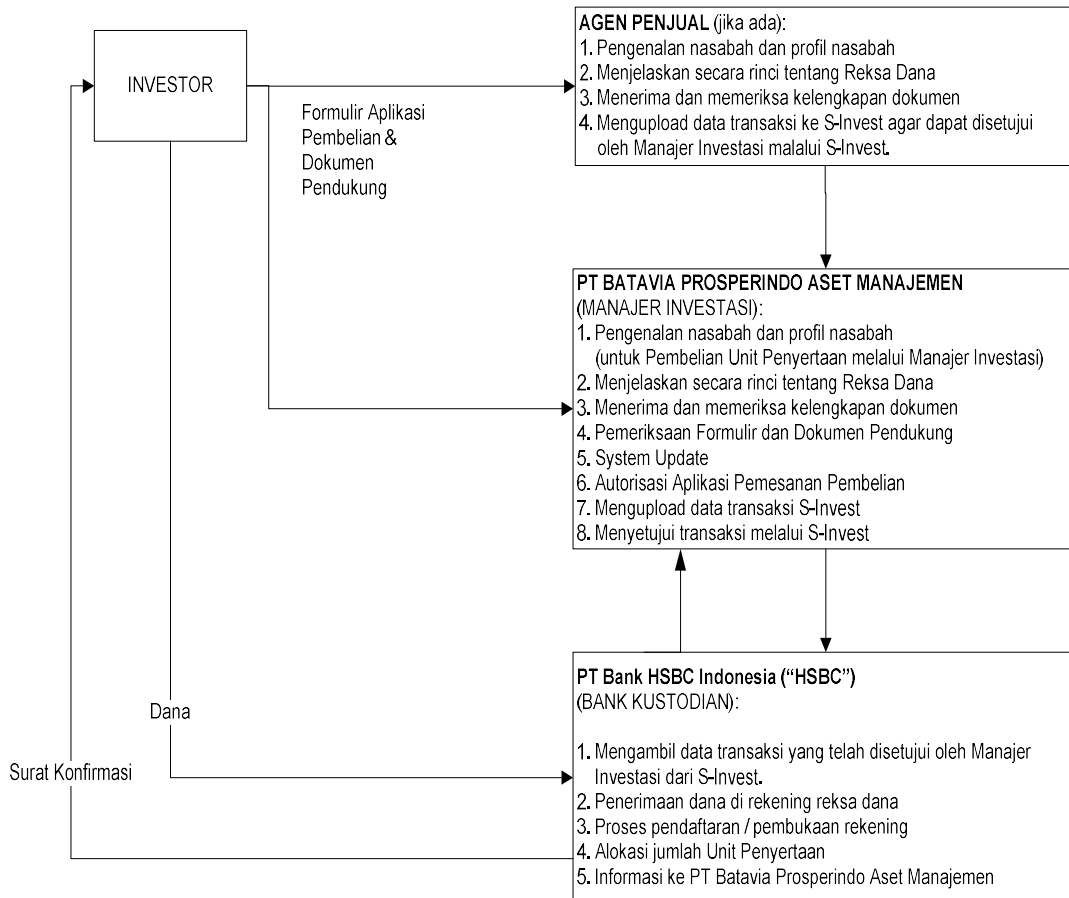 INVESTOR
Formulir Aplikasi
Pembelian &
Dokumen
Pendukung
AGEN PENJUAL (jika ada):
1. Pengenalan nasabah dan profil nasabah
2. Menjelaskan secara rinci tentang Reksa Dana
3. Menerima dan memeriksa kelengkapan dokumen
4. Mengupload data transaksi ke S-Invest agar dapat disetujui
oleh Manajer Investasi malalui S-Invest.
PT BATAVIA PROSPERINDO ASET MANAJEMEN
(MANAJER INVESTASI):
1. Pengenalan nasabah dan profil nasabah
(untuk Pembelian Unit Penyertaan melalui Manajer Investasi)
2. Menjelaskan secara rinci tentang Reksa Dana
3. Menerima dan memeriksa kelengkapan dokumen
4. Pemeriksaan Formulir dan Dokumen Pendukung
5. System Update
6. Autorisasi Aplikasi Pemesanan Pembelian
7. Mengupload data transaksi S-Invest
8. Menyetujui transaksi melalui S-Invest
Dana
Surat Konfirmasi
PT Bank HSBC Indonesia (“HSBC”)
(BANK KUSTODIAN):
1. Mengambil data transaksi yang telah disetujui oleh Manajer
Investasi dari S-Invest.
2. Penerimaan dana di rekening reksa dana
3. Proses pendaftaran / pembukaan rekening
4. Alokasi jumlah Unit Penyertaan
5. Informasi ke PT Batavia Prosperindo Aset Manajemen